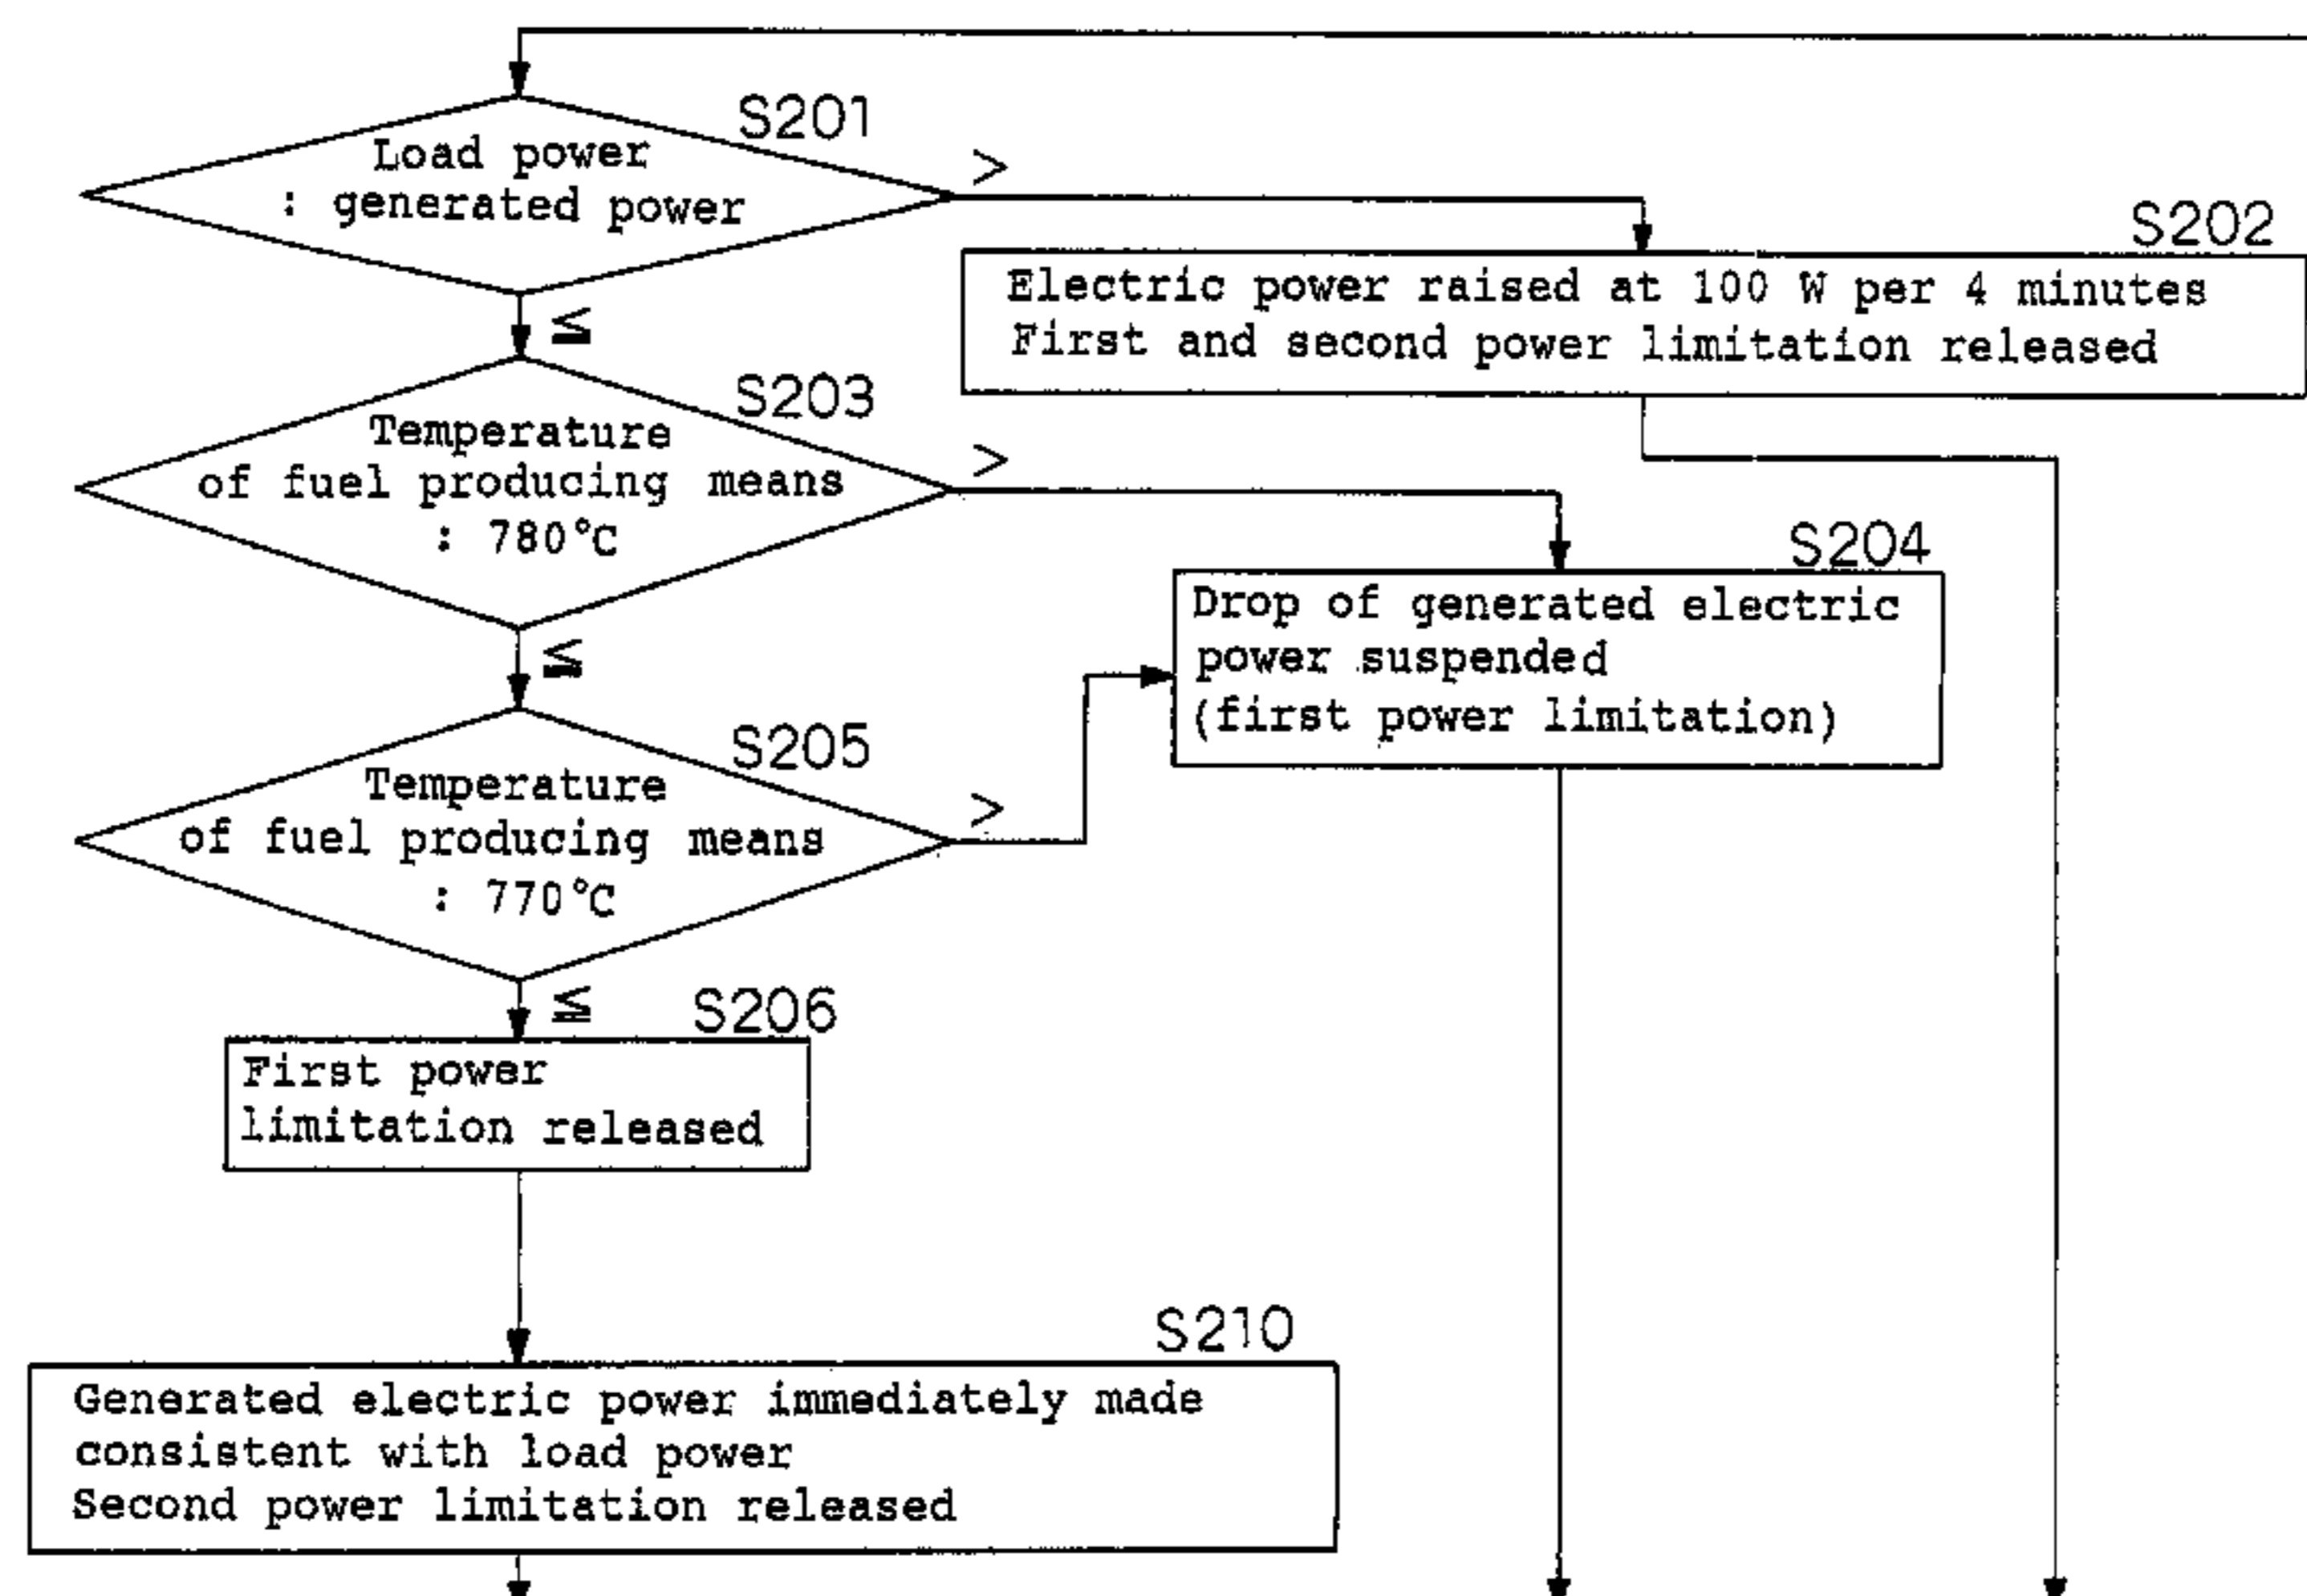 S201
Load power
: generated power
>
≦
S202
Electric power raised at 100 W per 4 minutes
First and second power limitation released
S203
Temperature
of fuel producing means
: 780°C
>
≦
S204
Drop of generated electric
power suspended
(first power limitation)
S205
Temperature
of fuel producing means
: 770°C
>
≦
S206
First power
limitation released
S210
Generated electric power immediately made
consistent with load power
Second power limitation released